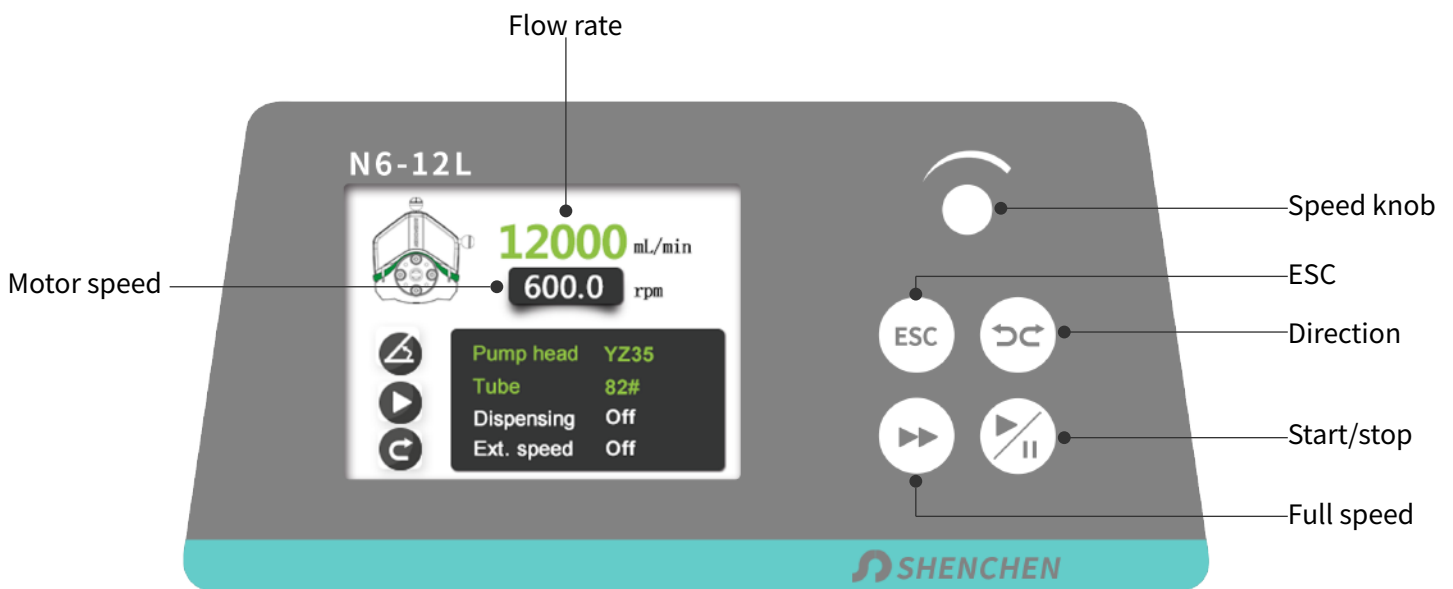 Flow rate
N6-12L
12000 mL/min
Motor speed
600.0 rpm
Pump head YZ35
Tube 82#
Dispensing Off
Ext. speed Off
Speed knob
ESC
ESC
Direction
Start/stop
Full speed
SHENCHEN